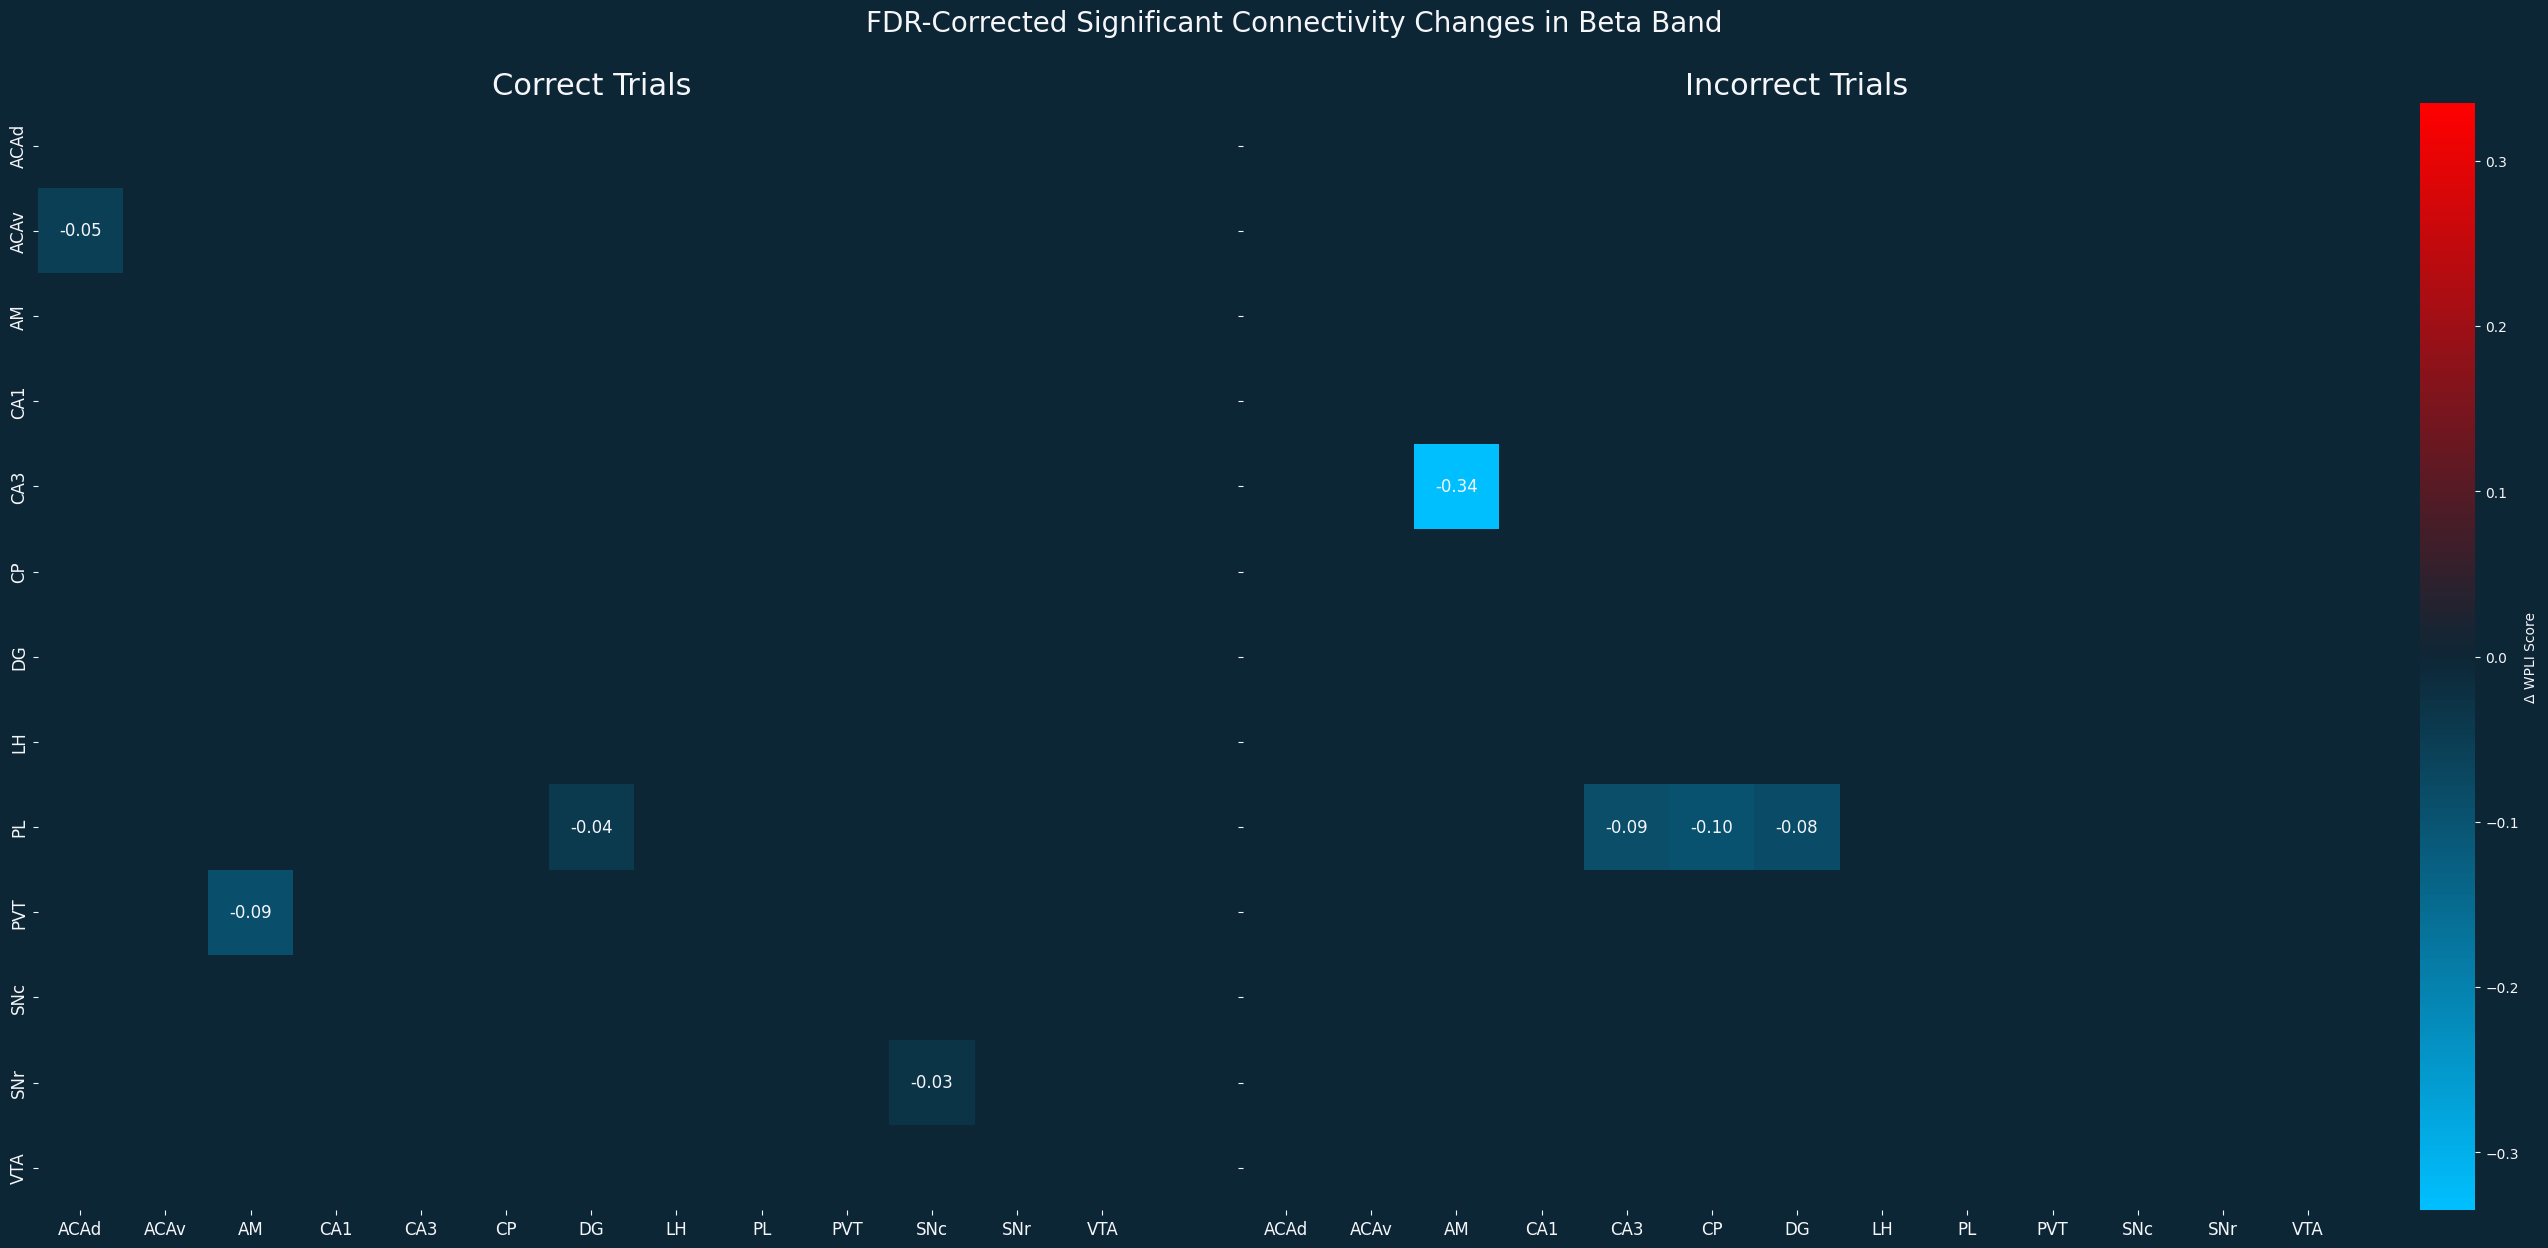 FDR-Corrected Significant Connectivity Changes in Beta Band
Correct Trials
Incorrect Trials
ACAd
ACAv
AM
CA1
CA3
CP
DG
LH
PL
PVT
SNc
SNr
VTA
-0.05
-0.04
-0.09
-0.03
-0.34
-0.09 -0.10 -0.08
ACAd ACAv AM CA1 CA3 CP DG LH PL PVT SNc SNr VTA
ACAd ACAv AM CA1 CA3 CP DG LH PL PVT SNc SNr VTA
0.3
0.2
0.1
0.0
−0.1
−0.2
−0.3
Δ WPLI Score